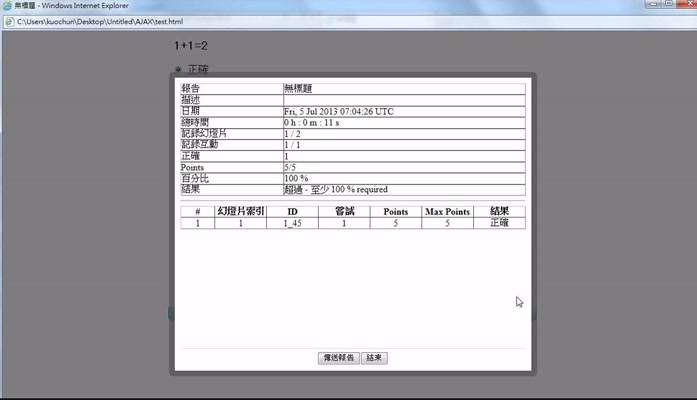 無標題 - Windows Internet Explorer
C:\Users\kuochun\Desktop\Untitled\AJAX\test.html
1+1=2
正確
報告 無標題
描述
日期 Fri, 5 Jul 2013 07:04:26 UTC
總時間 0 h : 0 m : 11 s
記錄幻燈片 1 / 2
記錄互動 1 / 1
正確 1
Points 5/5
百分比 100 %
結果 超過 - 至少 100 % required
# 幻燈片索引 ID 嘗試 Points Max Points 結果
1 1 1_45 1 5 5 正確
傳送報告 結束